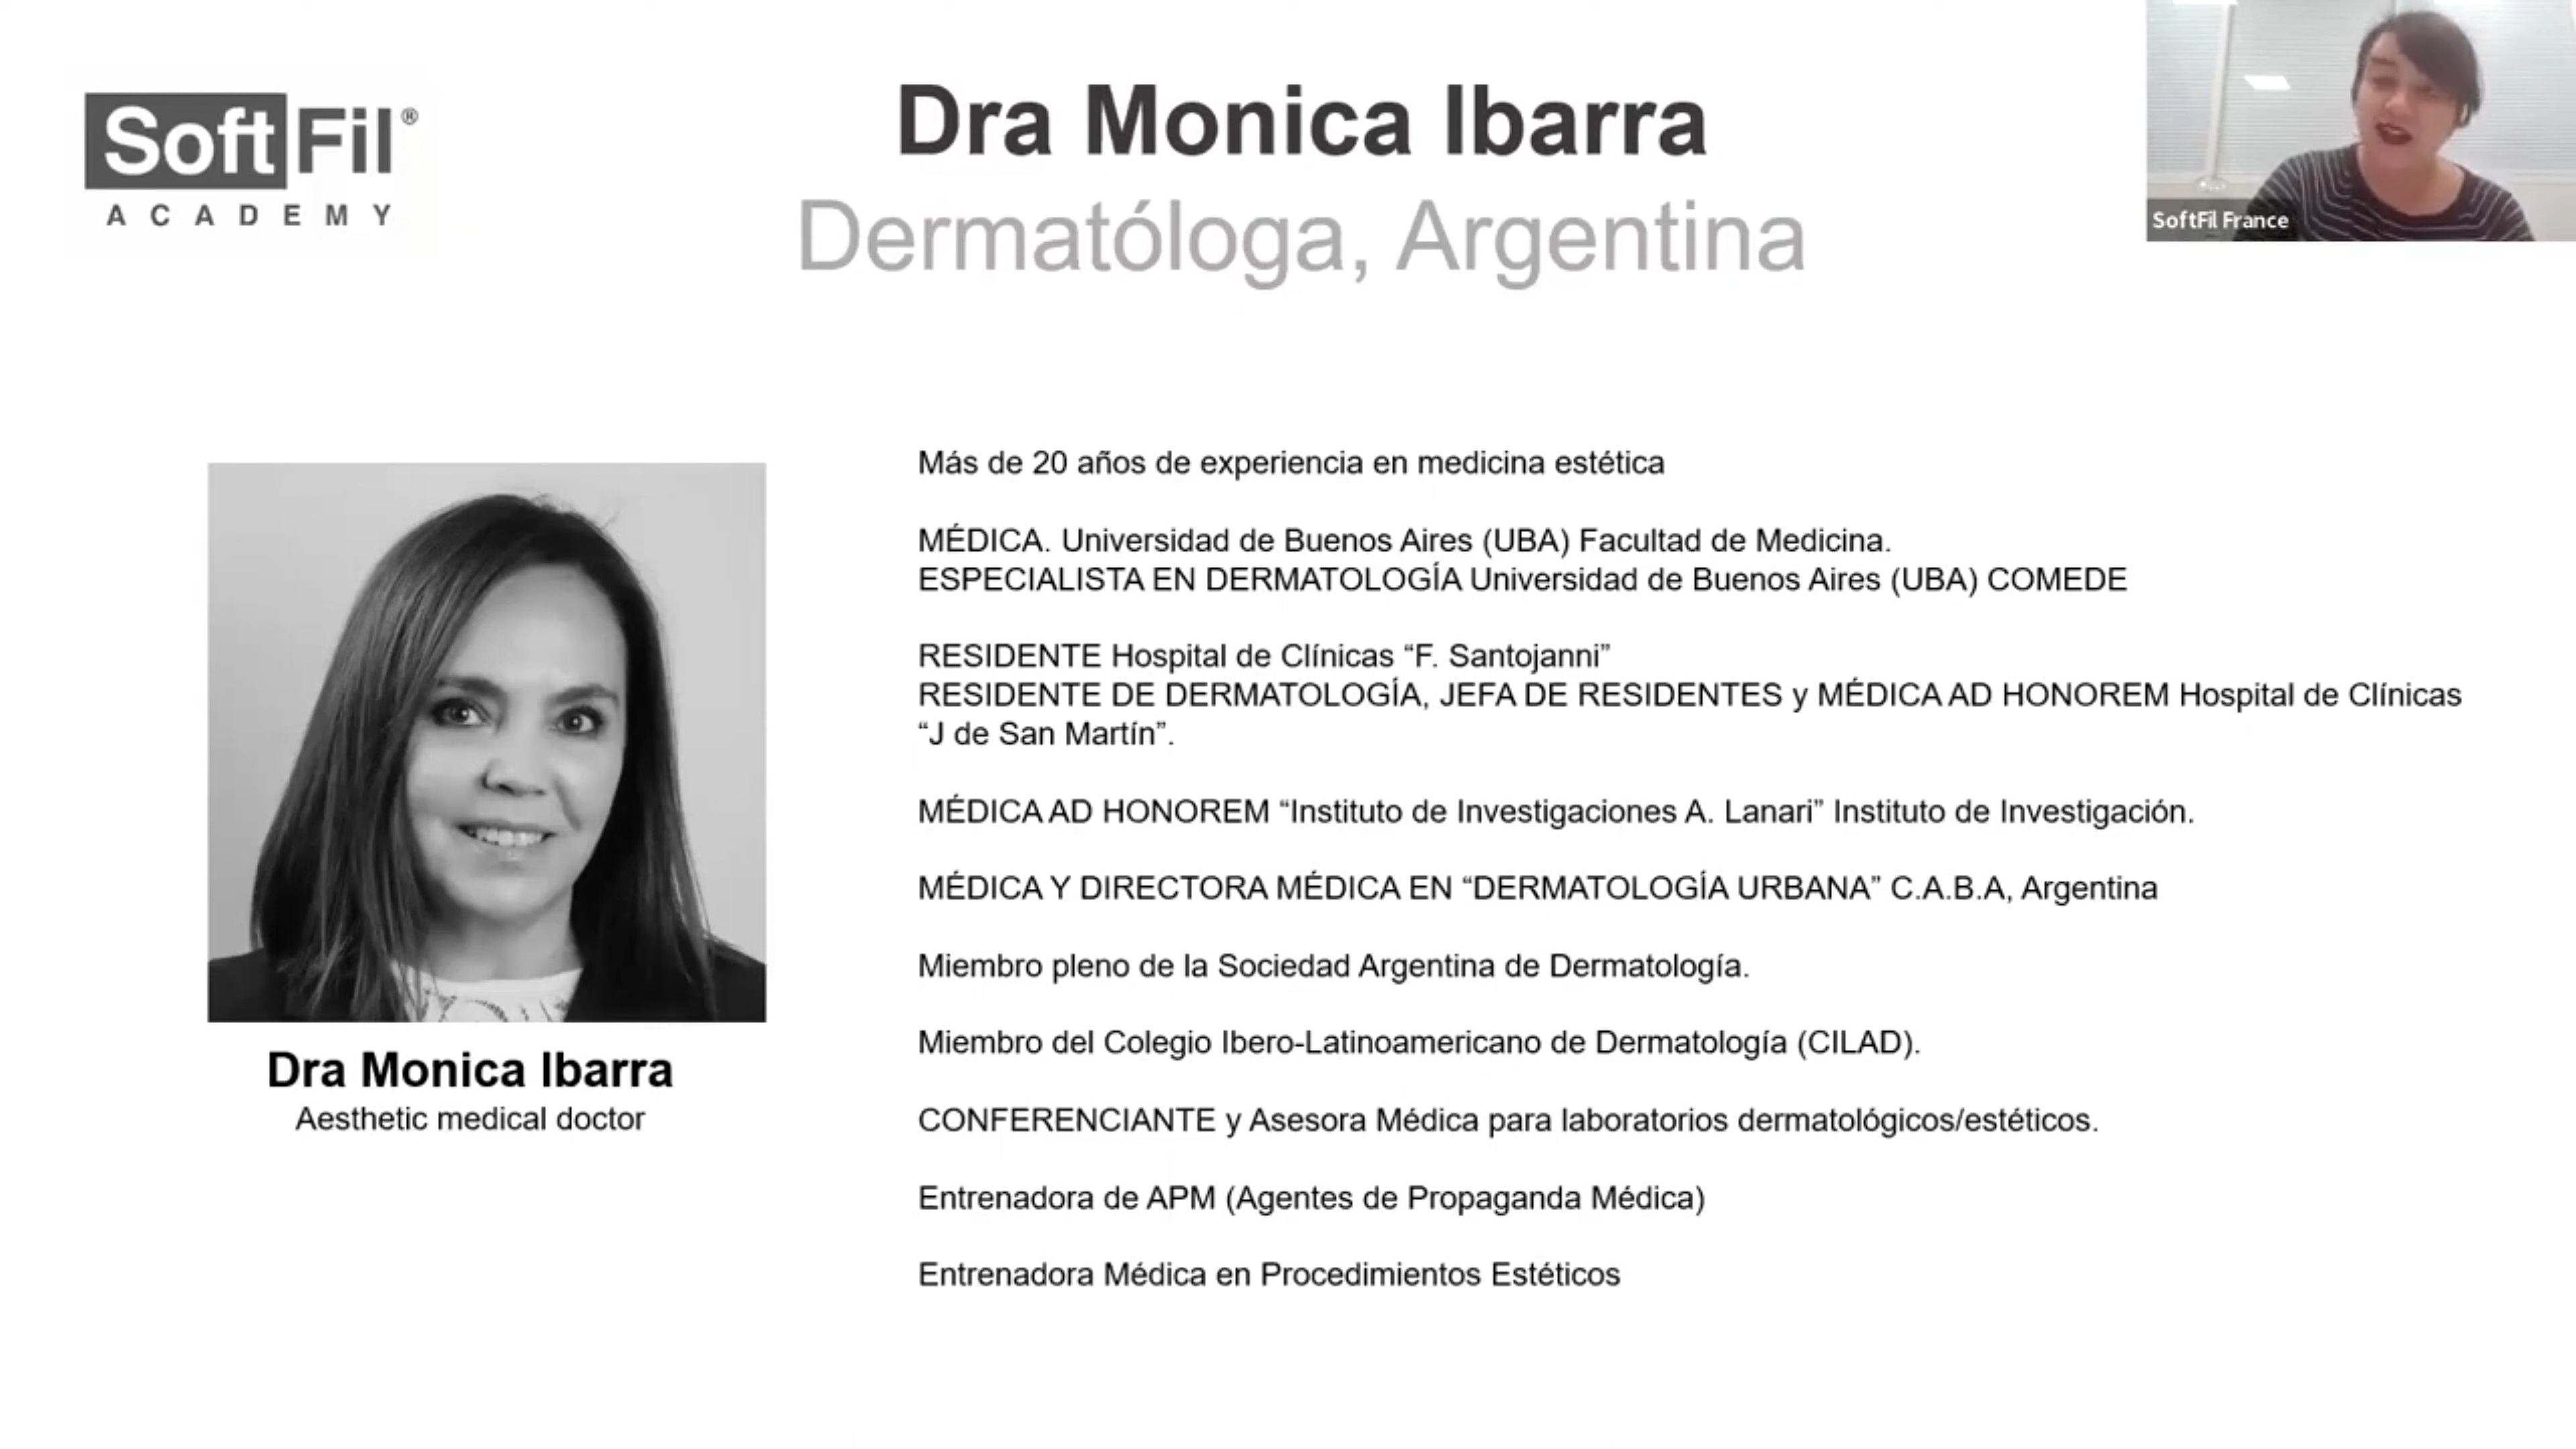 SoftFil®
ACADEMY
Dra Monica Ibarra
Dermatóloga, Argentina
SoftFil France
Más de 20 años de experiencia en medicina estética
MÉDICA. Universidad de Buenos Aires (UBA) Facultad de Medicina.
ESPECIALISTA EN DERMATOLOGÍA Universidad de Buenos Aires (UBA) COMEDE
RESIDENTE Hospital de Clínicas “F. Santojanni”
RESIDENTE DE DERMATOLOGÍA, JEFA DE RESIDENTES y MÉDICA AD HONOREM Hospital de Clínicas
“J de San Martín”.
MÉDICA AD HONOREM “Instituto de Investigaciones A. Lanari” Instituto de Investigación.
MÉDICA Y DIRECTORA MÉDICA EN “DERMATOLOGÍA URBANA” C.A.B.A, Argentina
Miembro pleno de la Sociedad Argentina de Dermatología.
Miembro del Colegio Ibero-Latinoamericano de Dermatología (CILAD).
CONFERENCIANTE y Asesora Médica para laboratorios dermatológicos/estéticos.
Entrenadora de APM (Agentes de Propaganda Médica)
Entrenadora Médica en Procedimientos Estéticos
Dra Monica Ibarra
Aesthetic medical doctor